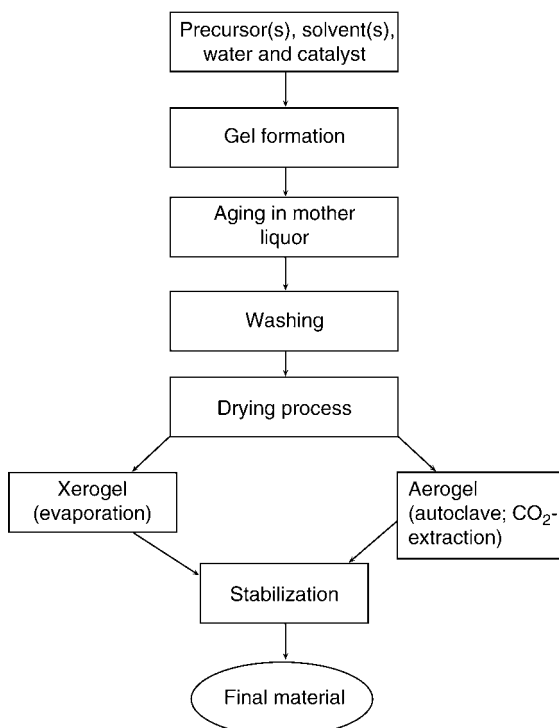 Precursor(s), solvent(s),
water and catalyst
Gel formation
Aging in mother
liquor
Washing
Drying process
Xerogel
(evaporation)
Aerogel
(autoclave; CO₂-
extraction)
Stabilization
Final material